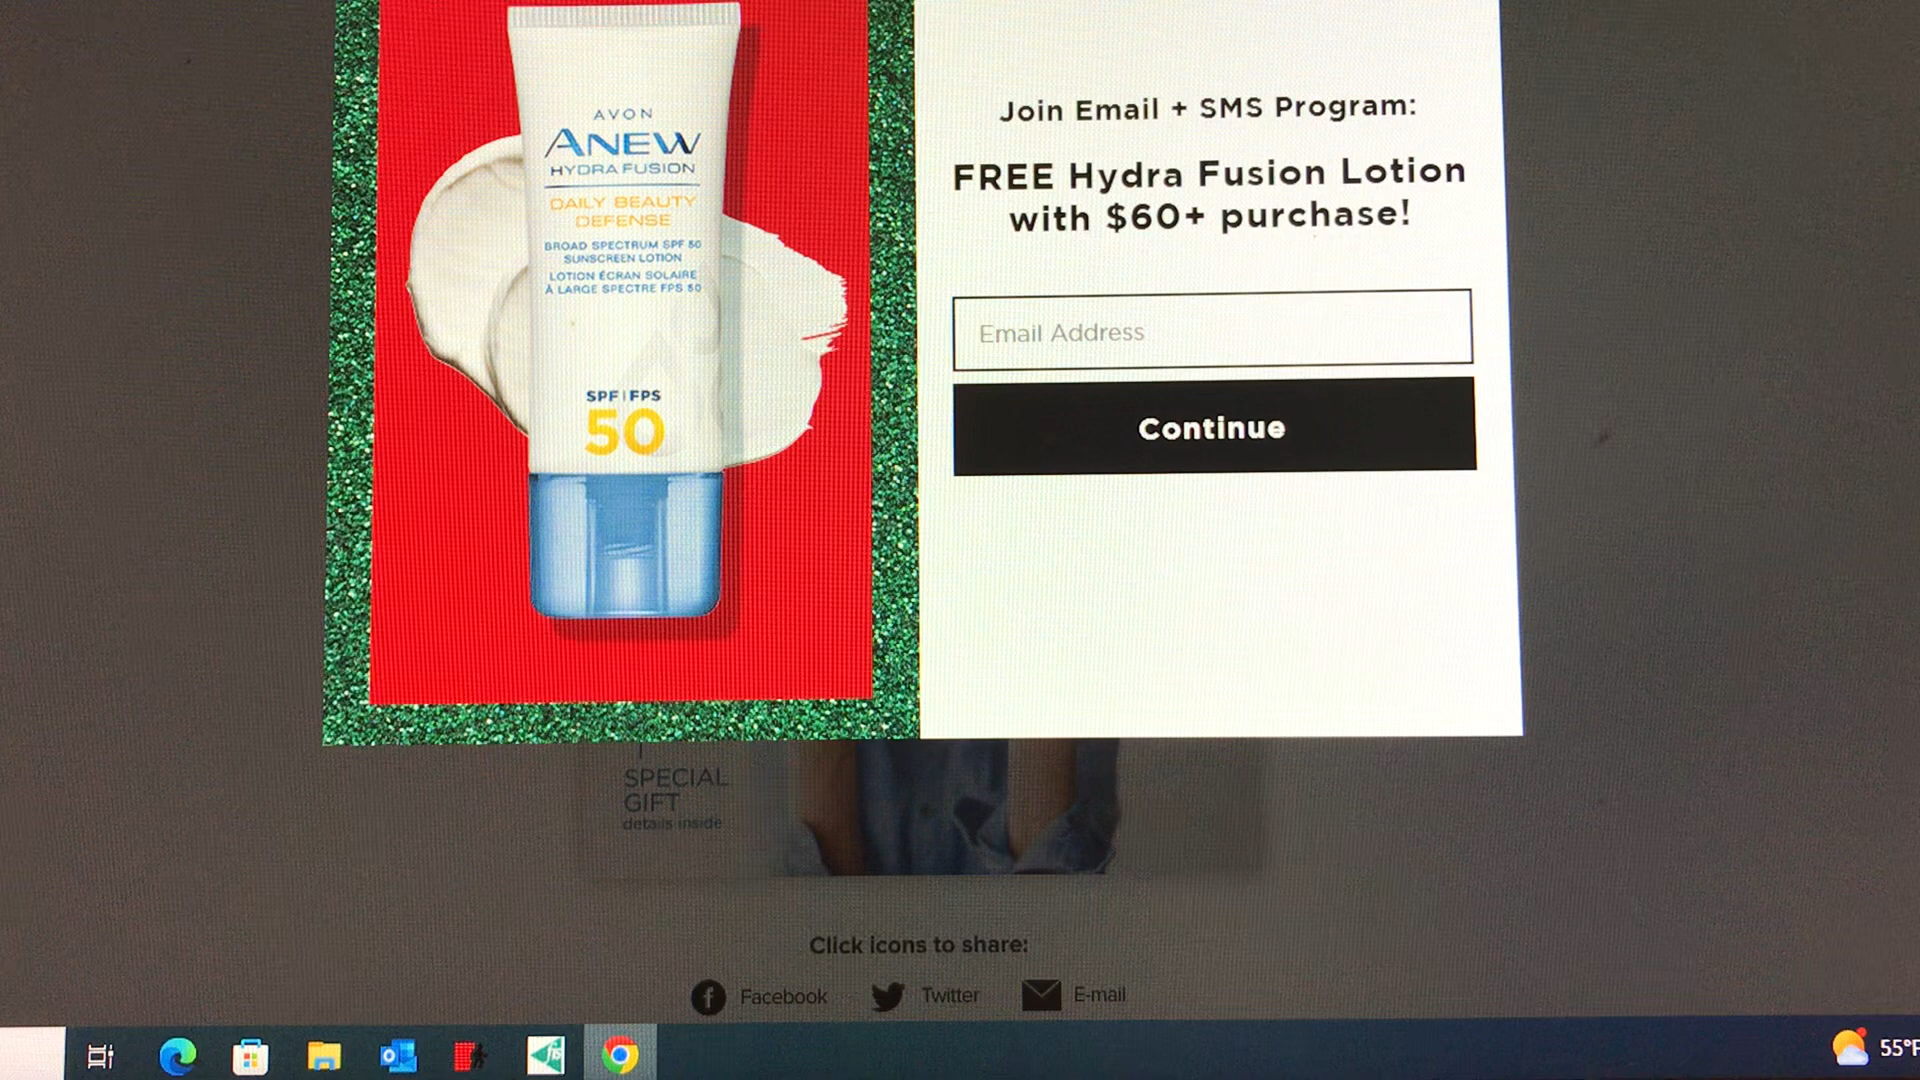 AVON
ANEW
HYDRA FUSION
DAILY BEAUTY
DEFENSE
BROAD SPECTRUM SPF 50
SUNSCREEN LOTION
LOTION ÉCRAN SOLAIRE
À LARGE SPECTRE FPS 50
SPF|FPS
50
Join Email + SMS Program:
FREE Hydra Fusion Lotion
with $60+ purchase!
Email Address
Continue
SPECIAL
GIFT
details inside
Click icons to share:
Facebook
Twitter
E-mail
55°F